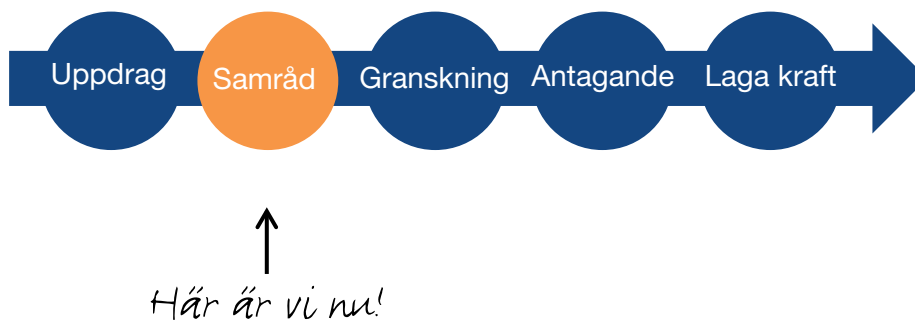 Uppdrag Samråd Granskning Antagande Laga kraft
Här är vi nu!